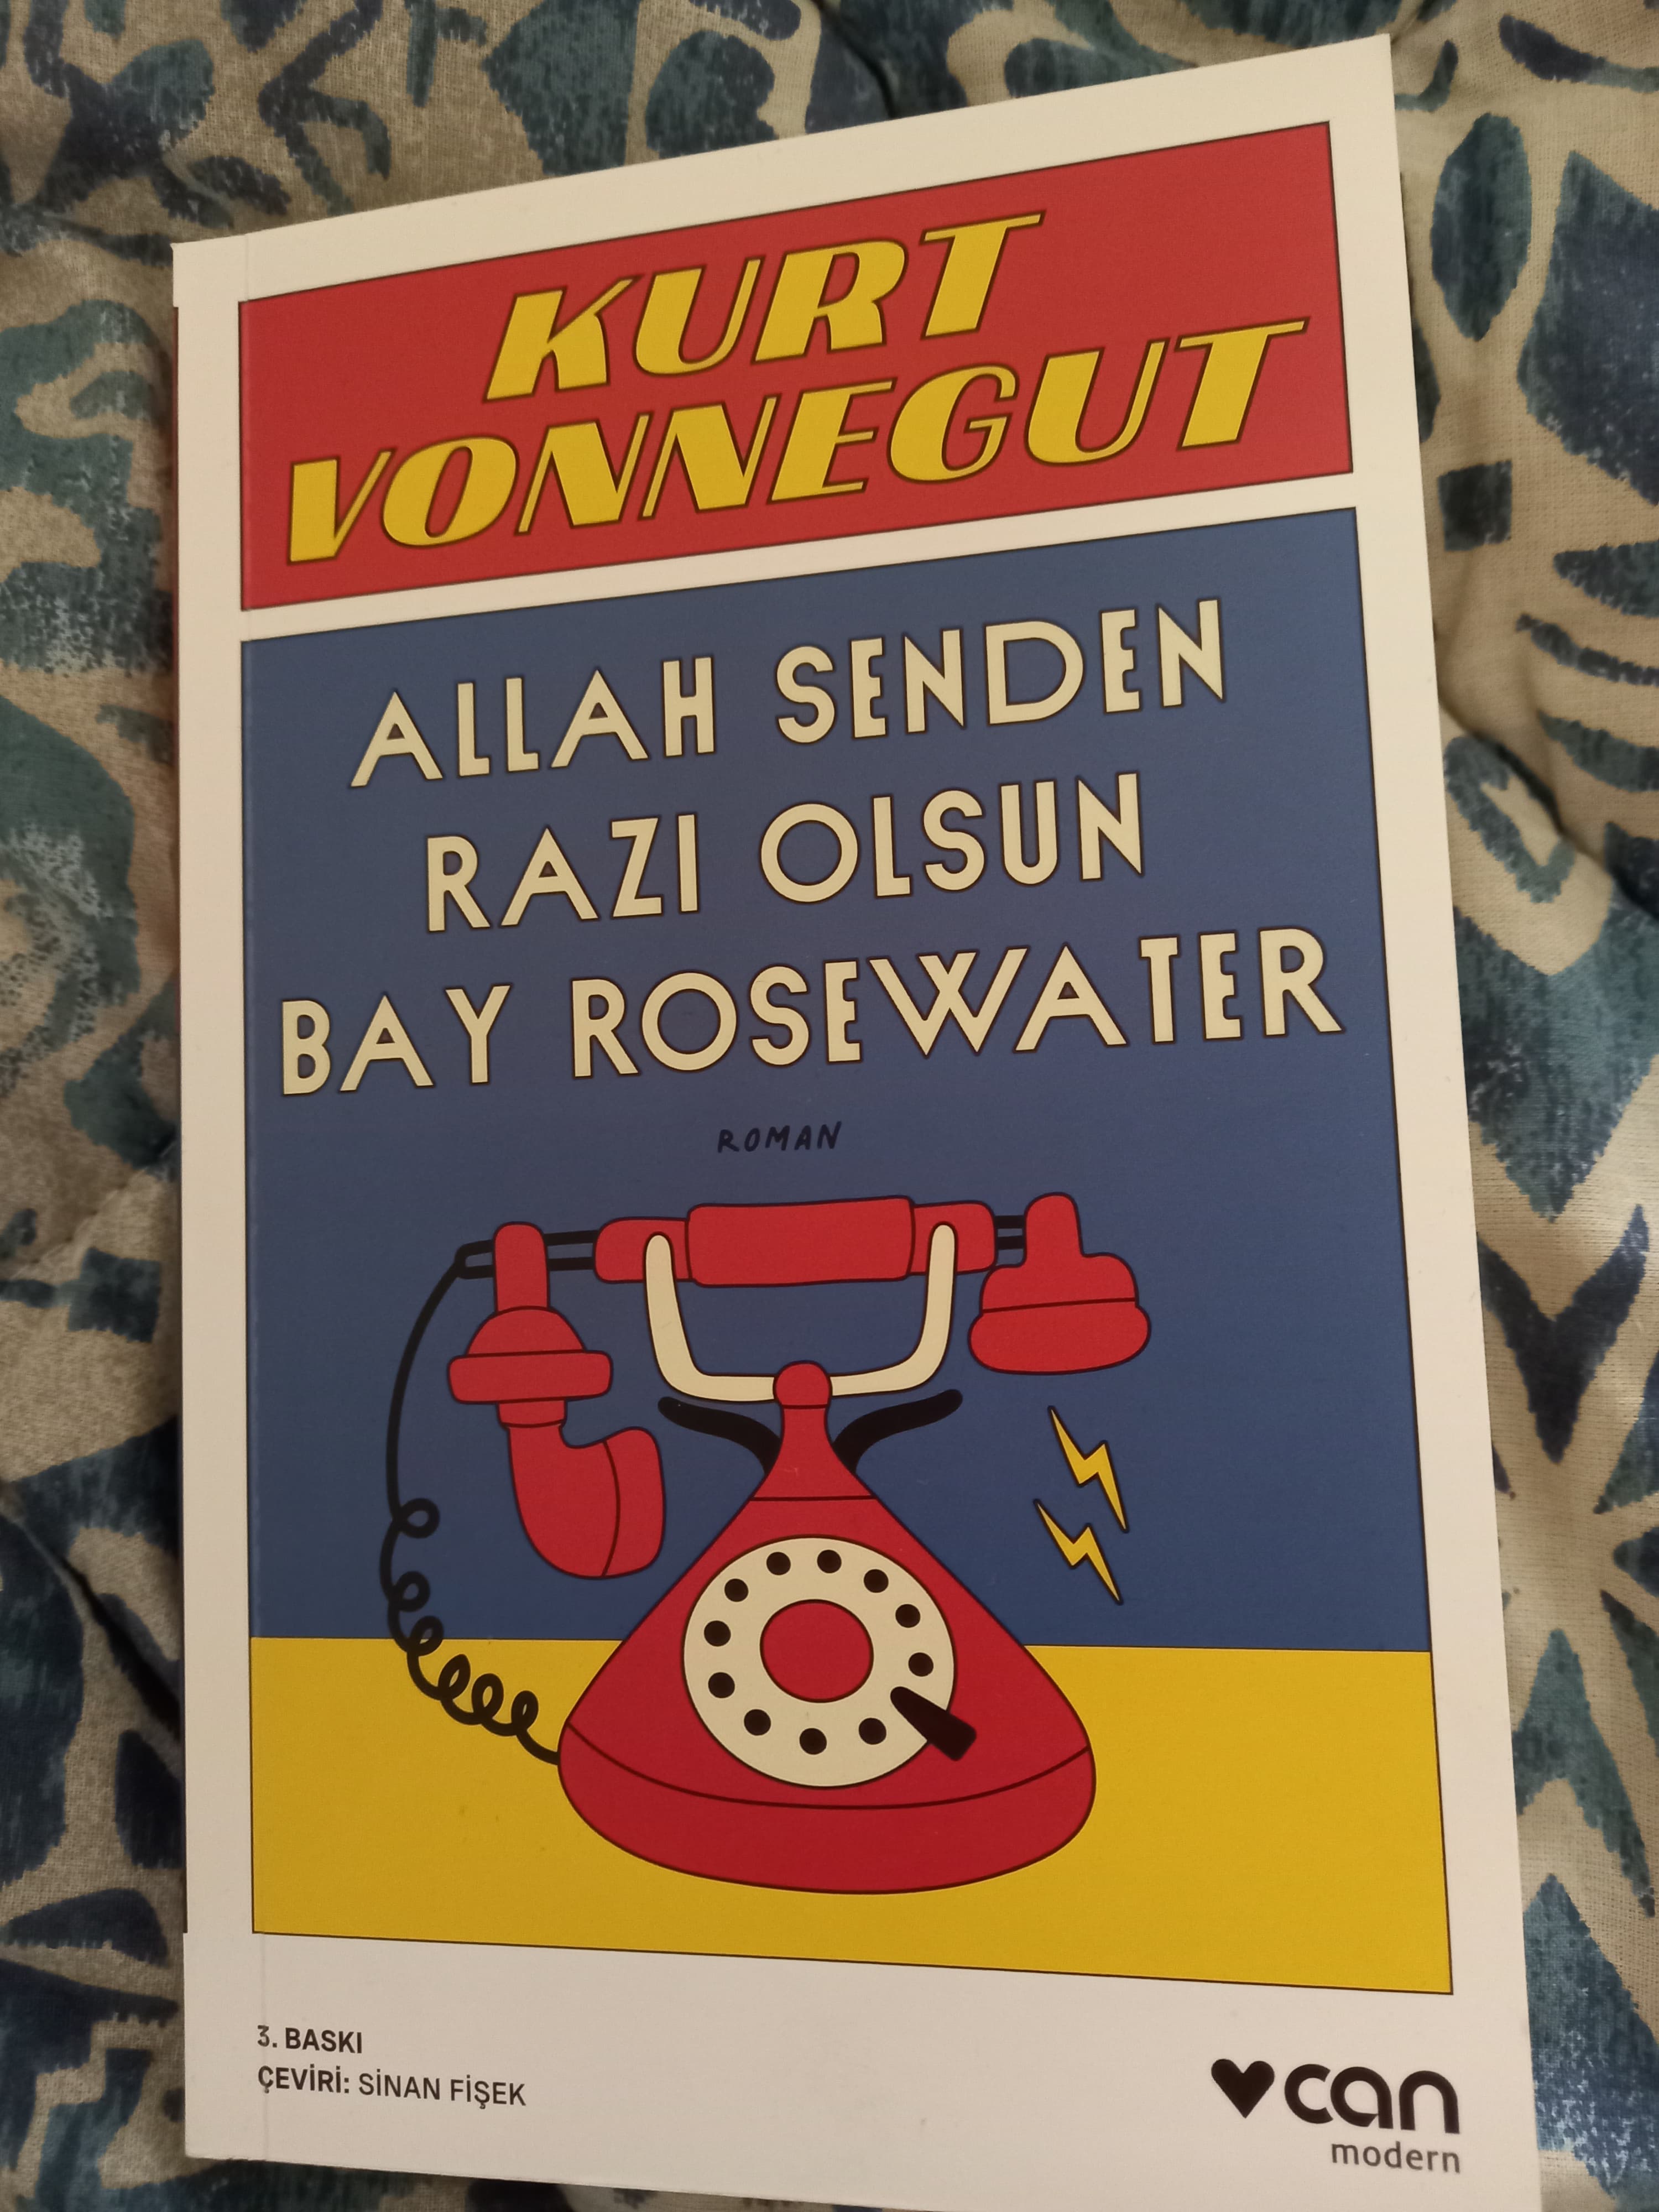 KURT
VONNEGUT
ALLAH SENDEN
RAZI OLSUN
BAY ROSEWATER
ROMAN
3. BASKI
ÇEVİRİ: SİNAN FİŞEK
can
modern